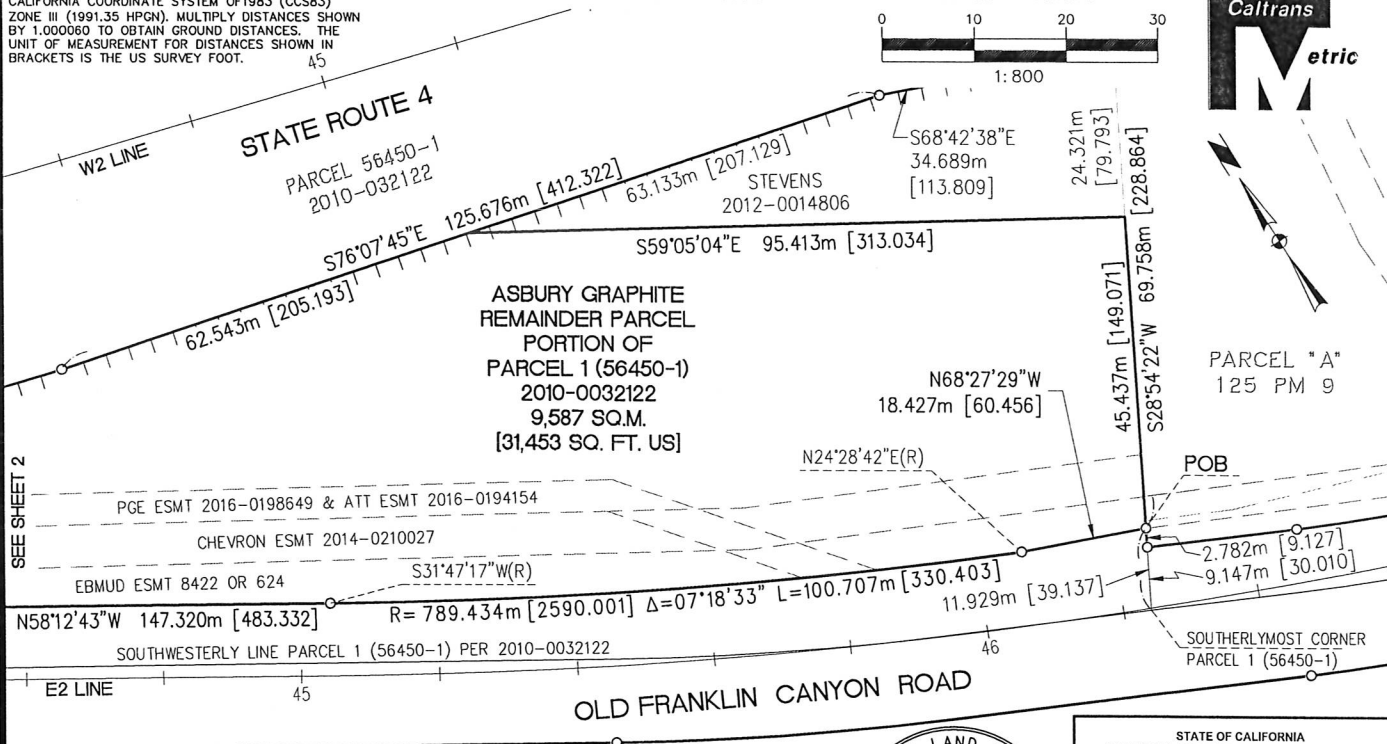 CALIFORNIA COORDINATE SYSTEM OF1983 (CCS83)
ZONE III (1991.35 HPGN). MULTIPLY DISTANCES SHOWN
BY 1.000060 TO OBTAIN GROUND DISTANCES. THE
UNIT OF MEASUREMENT FOR DISTANCES SHOWN IN
BRACKETS IS THE US SURVEY FOOT.
0 10 20 30
1:800
Caltrans
Metric
45
W2 LINE
STATE ROUTE 4
PARCEL 56450-1
2010-032122
S76°07'45"E 125.676m [412.322]
62.543m [205.193]
63.133m [207.129]
STEVENS
2012-0014806
S68°42'38"E
34.689m
[113.809]
24.321m
[79.793]
S59°05'04"E 95.413m [313.034]
45.437m [149.071]
S28°54'22"W 69.758m [228.864]
ASBURY GRAPHITE
REMAINDER PARCEL
PORTION OF
PARCEL 1 (56450-1)
2010-0032122
9,587 SQ.M.
[31,453 SQ. FT. US]
PARCEL "A"
125 PM 9
N68°27'29"W
18.427m [60.456]
N24°28'42"E(R)
POB
SEE SHEET 2
PGE ESMT 2016-0198649 & ATT ESMT 2016-0194154
CHEVRON ESMT 2014-0210027
EBMUD ESMT 8422 OR 624
S31°47'17"W(R)
2.782m [9.127]
9.147m [30.010]
11.929m [39.137]
N58°12'43"W 147.320m [483.332]
R= 789.434m [2590.001] Δ=07°18'33" L=100.707m [330.403]
SOUTHWESTERLY LINE PARCEL 1 (56450-1) PER 2010-0032122
SOUTHERLYMOST CORNER
PARCEL 1 (56450-1)
E2 LINE
45
46
OLD FRANKLIN CANYON ROAD
LAND
STATE OF CALIFORNIA